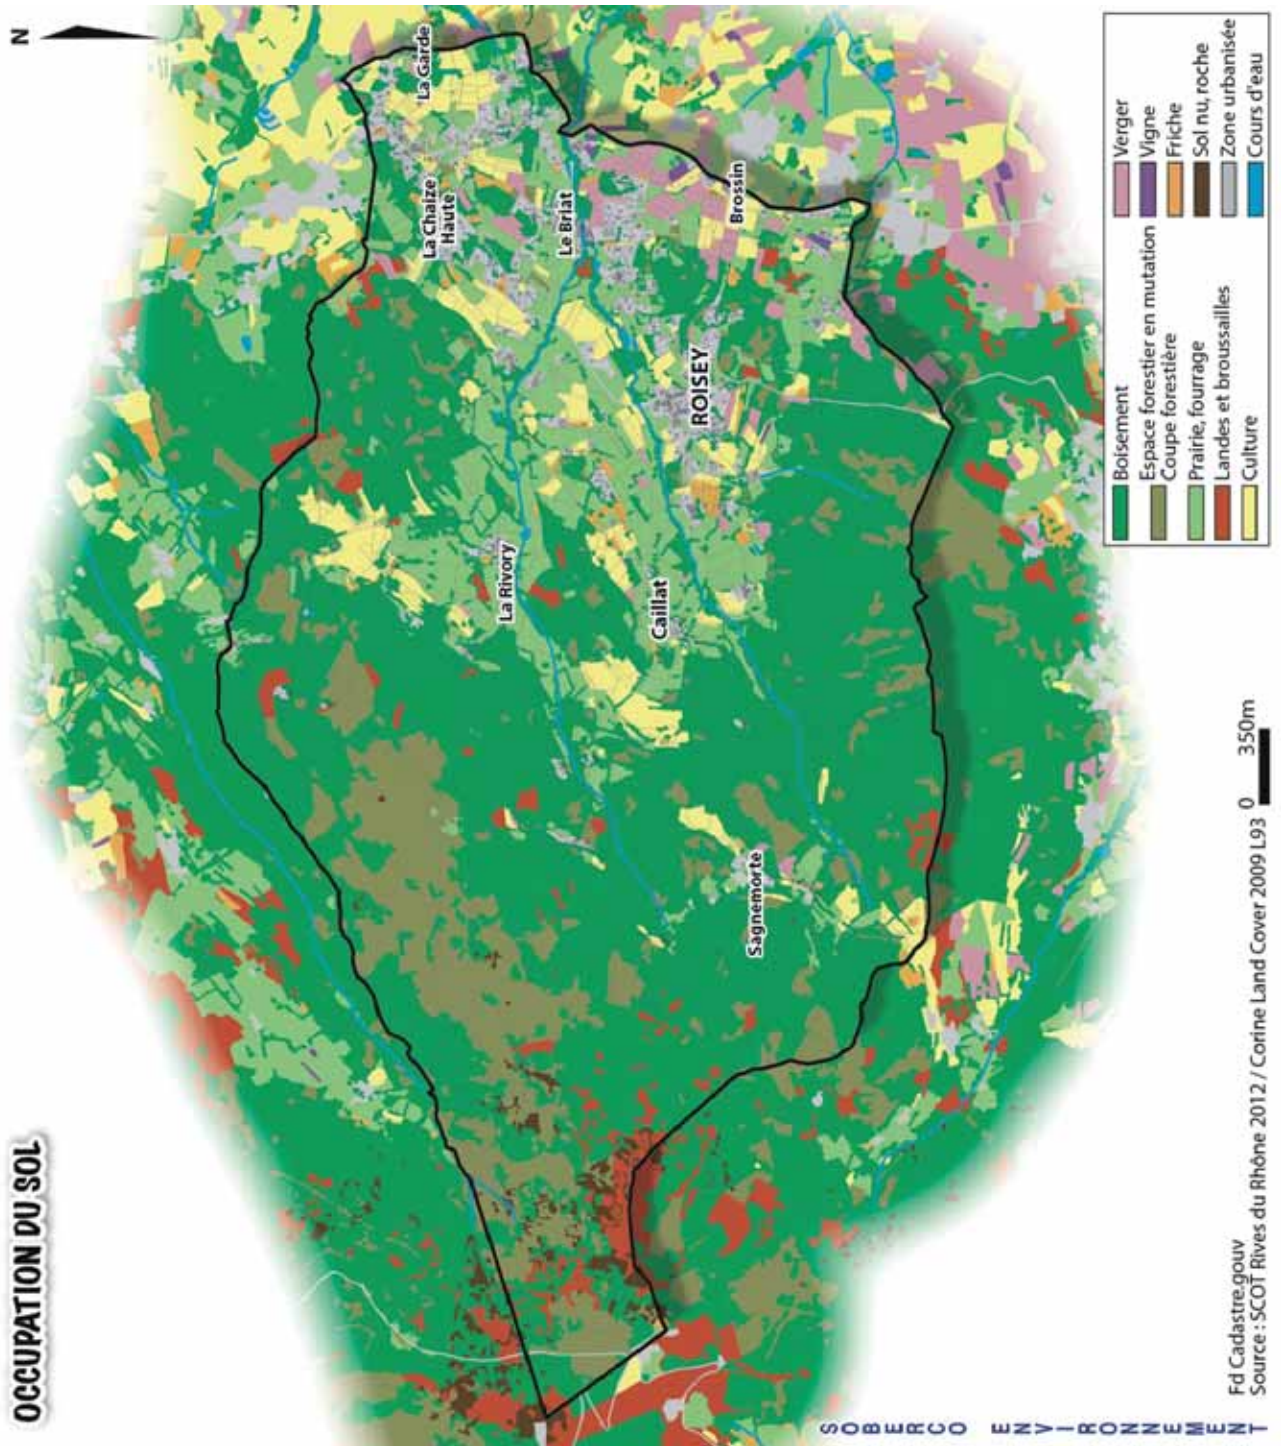 OCCUPATION DU SOL
N
La Garde
La Chaize
Haute
Le Briat
Brossin
ROISEY
La Rivory
Caillat
Sagnemorte
Boisement
Espace forestier en mutation
Coupe forestière
Prairie, fourrage
Landes et broussailles
Culture
Verger
Vigne
Friche
Sol nu, roche
Zone urbanisée
Cours d'eau
0 350m
Fd Cadastre.gouv
Source : SCOT Rives du Rhône 2012 / Corine Land Cover 2009 L93
SOBERCO ENVIRONNEMENT